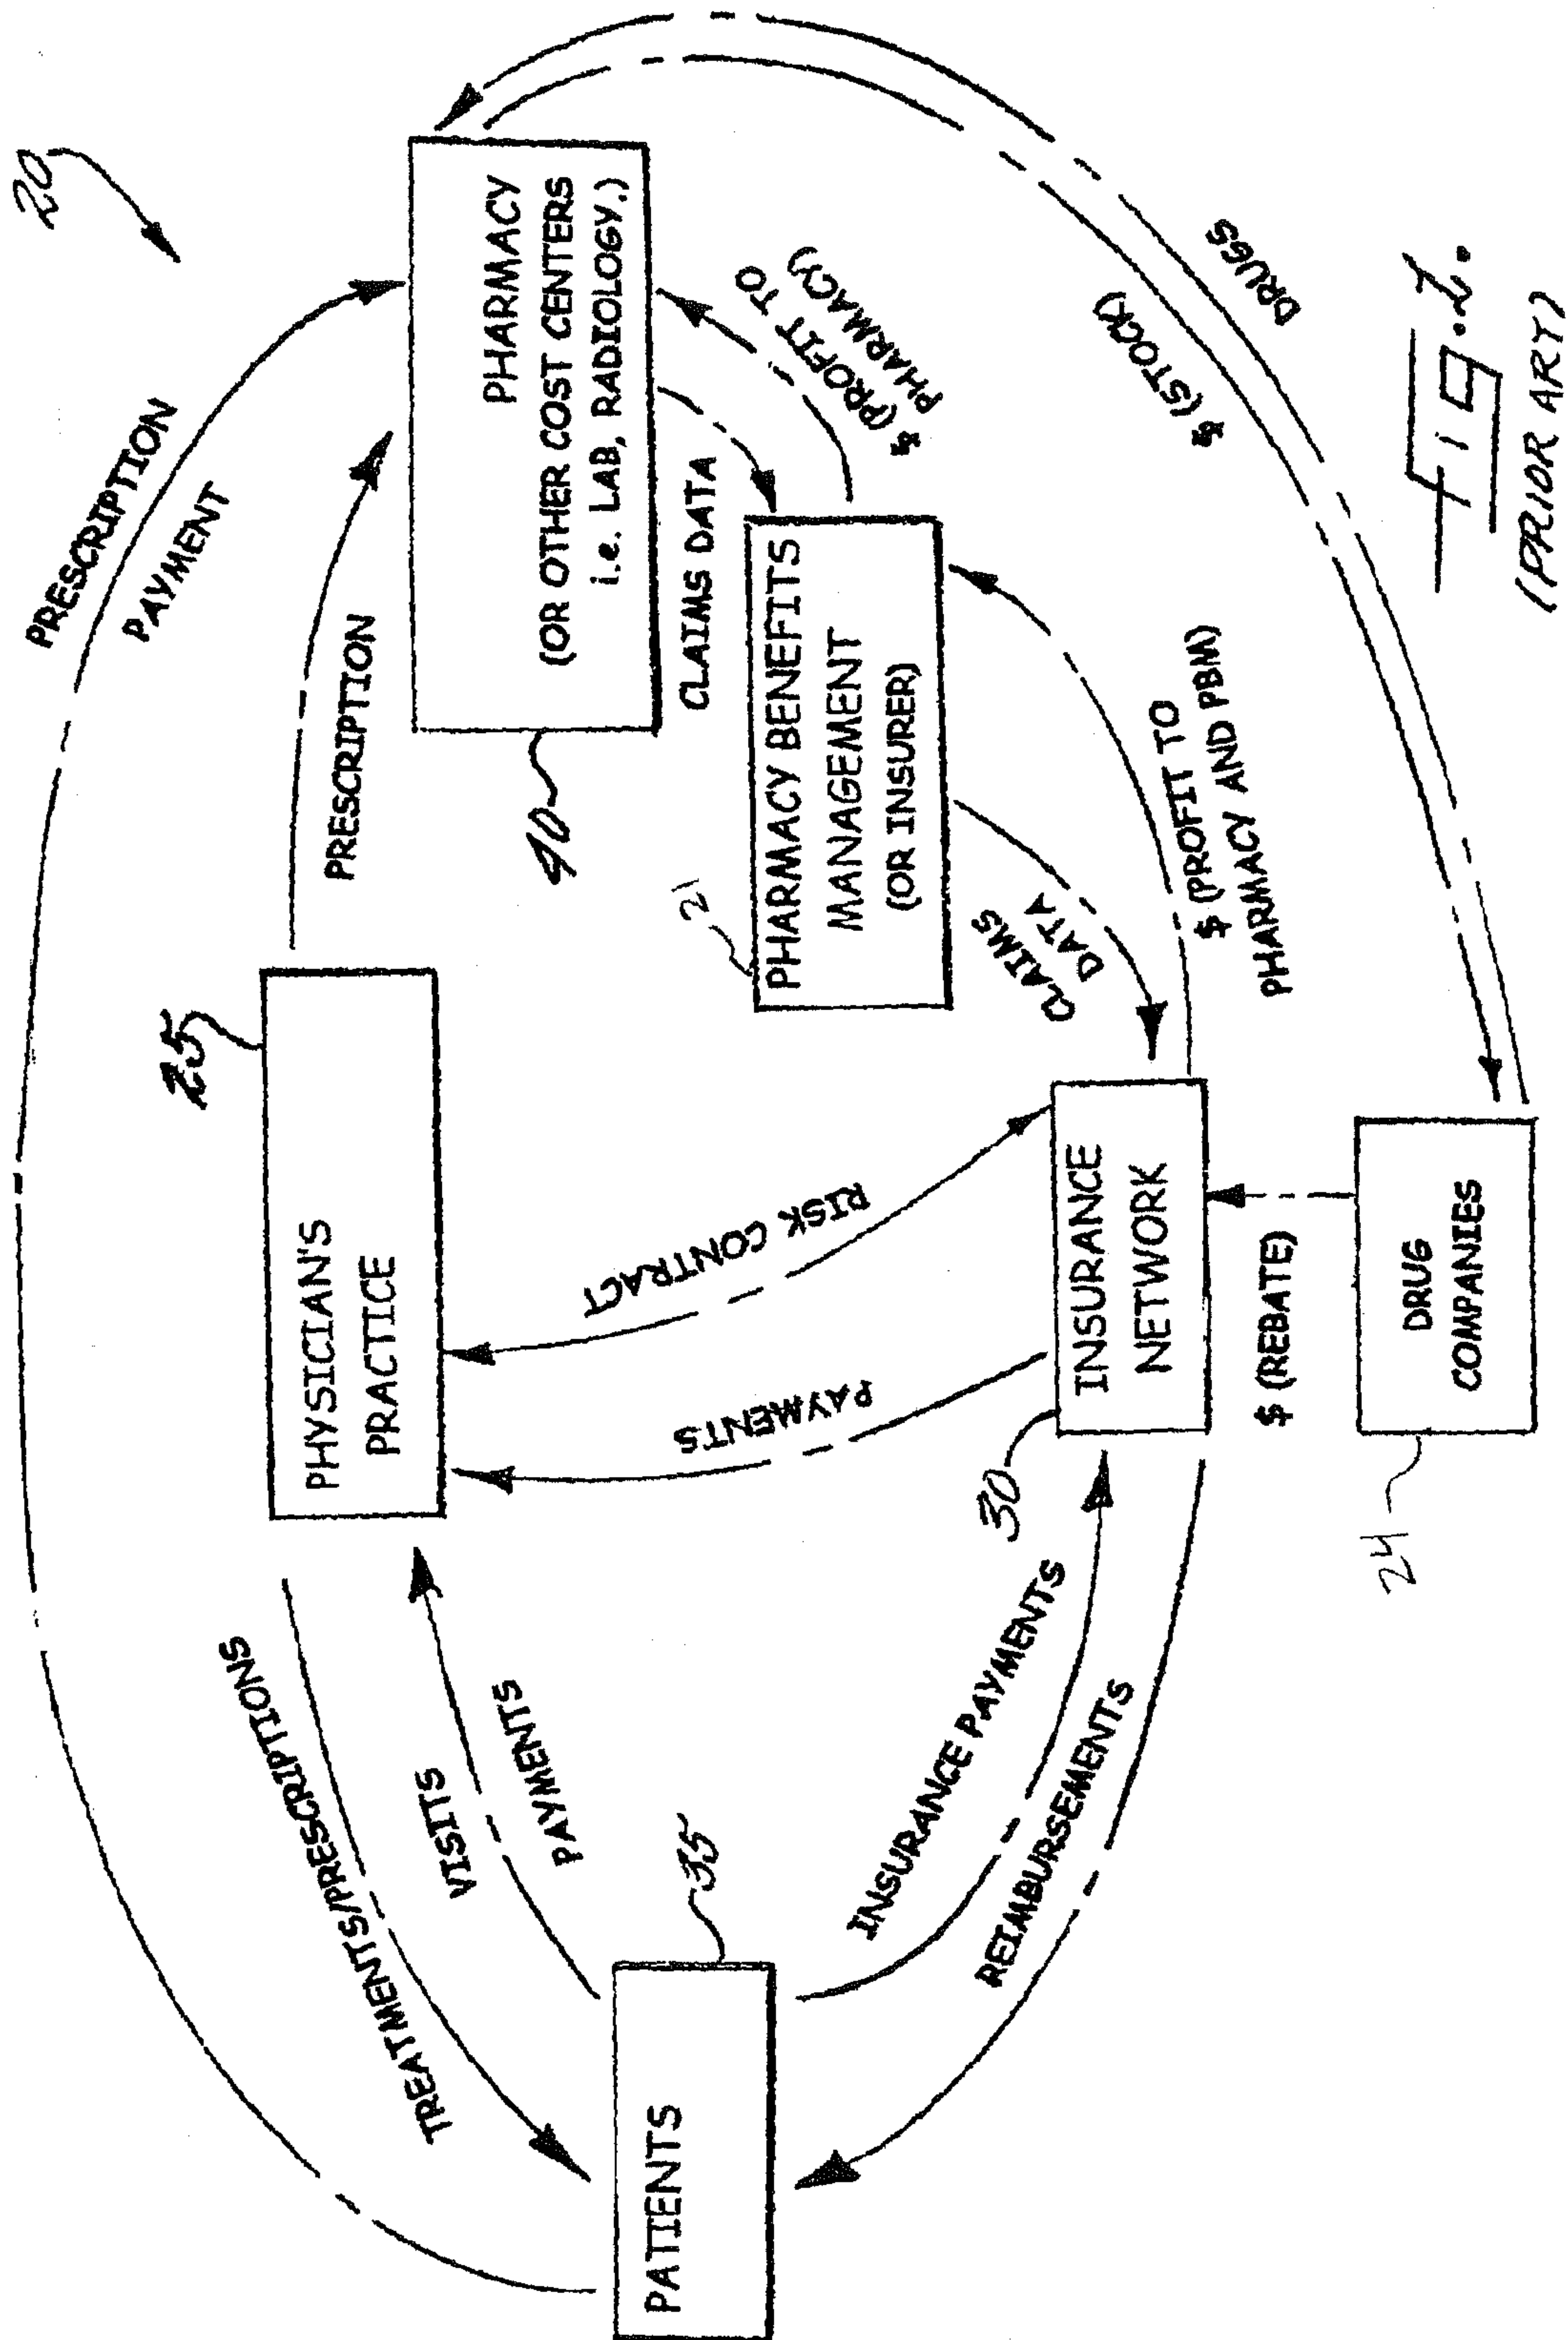 20
PRESCRIPTION
PAYMENT
25
PRESCRIPTION
TREATMENTS/PRESCRIPTIONS
PHYSICIAN'S
PRACTICE
PHARMACY
(OR OTHER COST CENTERS
i.e. LAB, RADIOLOGY.)
VISITS
PAYMENTS
40
CLAIMS DATA
$ (PROFIT TO
PHARMACY)
35
PATIENTS
PAYMENTS
RISK CONTRACT
21
PHARMACY BENEFITS
MANAGEMENT
(OR INSURER)
INSURANCE PAYMENTS
REIMBURSEMENTS
30
INSURANCE
NETWORK
CLAIMS
DATA
$ (PROFIT TO
PHARMACY AND PBM)
$ (STOCK)
DRUGS
$ (REBATE)
24
DRUG
COMPANIES
(PRIOR ART)